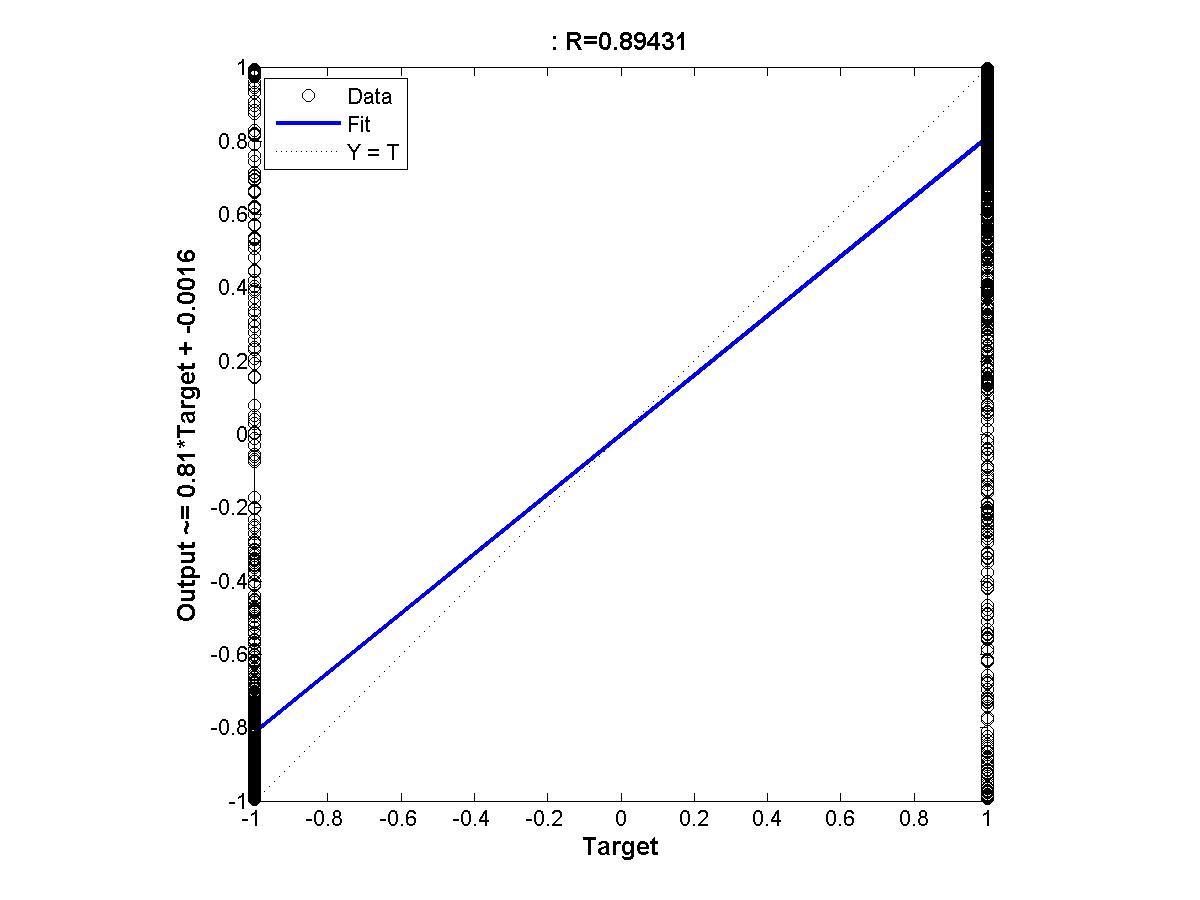 : R=0.89431
Data
Fit
Y = T
Output ~= 0.81*Target + -0.0016
1
0.8
0.6
0.4
0.2
0
-0.2
-0.4
-0.6
-0.8
-1
-1 -0.8 -0.6 -0.4 -0.2 0 0.2 0.4 0.6 0.8 1
Target